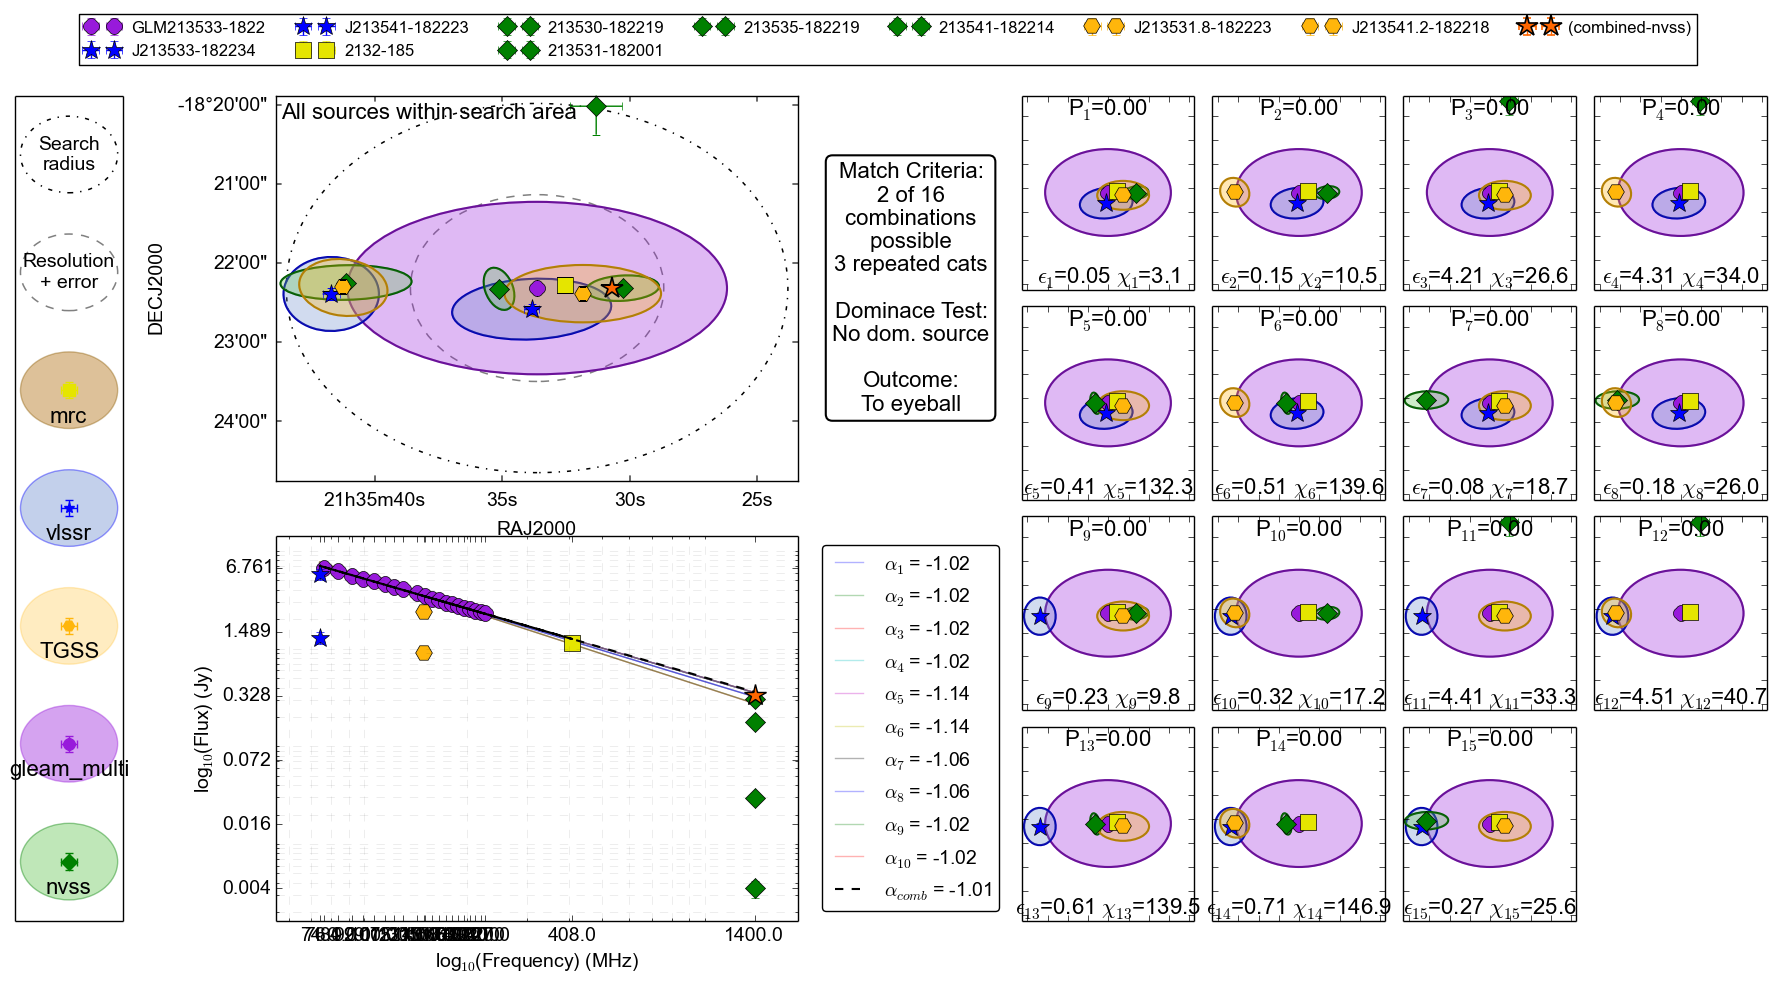 GLM213533-1822
J213541-182223
213530-182219
213535-182219
213541-182214
J213531.8-182223
J213541.2-182218
(combined-nvss)
J213533-182234
2132-185
213531-182001
Search
radius
Resolution
+ error
mrc
vlssr
TGSS
gleam_multi
nvss
All sources within search area
-18°20'00"
21'00"
22'00"
23'00"
24'00"
DECJ2000
21h35m40s
35s
30s
25s
RAJ2000
Match Criteria:
2 of 16
combinations
possible
3 repeated cats
Dominace Test:
No dom. source
Outcome:
To eyeball
6.761
1.489
0.328
0.072
0.016
0.004
log₁₀(Flux) (Jy)
408.0
1400.0
log₁₀(Frequency) (MHz)
α₁ = -1.02
α₂ = -1.02
α₃ = -1.02
α₄ = -1.02
α₅ = -1.14
α₆ = -1.14
α₇ = -1.06
α₈ = -1.06
α₉ = -1.02
α₁₀ = -1.02
α_comb = -1.01
P₁=0.00
ϵ₁=0.05 χ₁=3.1
P₂=0.00
ϵ₂=0.15 χ₂=10.5
P₃=0.00
ϵ₃=4.21 χ₃=26.6
P₄=0.00
ϵ₄=4.31 χ₄=34.0
P₅=0.00
ϵ₅=0.41 χ₅=132.3
P₆=0.00
ϵ₆=0.51 χ₆=139.6
P₇=0.00
ϵ₇=0.08 χ₇=18.7
P₈=0.00
ϵ₈=0.18 χ₈=26.0
P₉=0.00
ϵ₉=0.23 χ₉=9.8
P₁₀=0.00
ϵ₁₀=0.32 χ₁₀=17.2
P₁₁=0.00
ϵ₁₁=4.41 χ₁₁=33.3
P₁₂=0.00
ϵ₁₂=4.51 χ₁₂=40.7
P₁₃=0.00
ϵ₁₃=0.61 χ₁₃=139.5
P₁₄=0.00
ϵ₁₄=0.71 χ₁₄=146.9
P₁₅=0.00
ϵ₁₅=0.27 χ₁₅=25.6